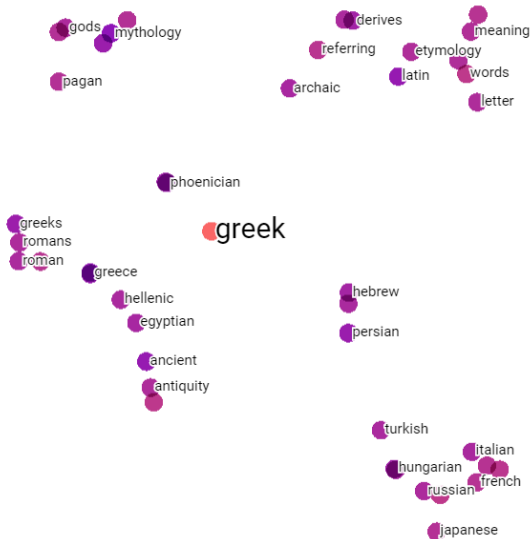 gods
mythology
derives
meaning
referring
etymology
pagan
latin
words
archaic
letter
phoenician
greeks
greek
romans
roman
greece
hebrew
hellenic
egyptian
persian
ancient
antiquity
turkish
italian
hungarian
french
russian
japanese